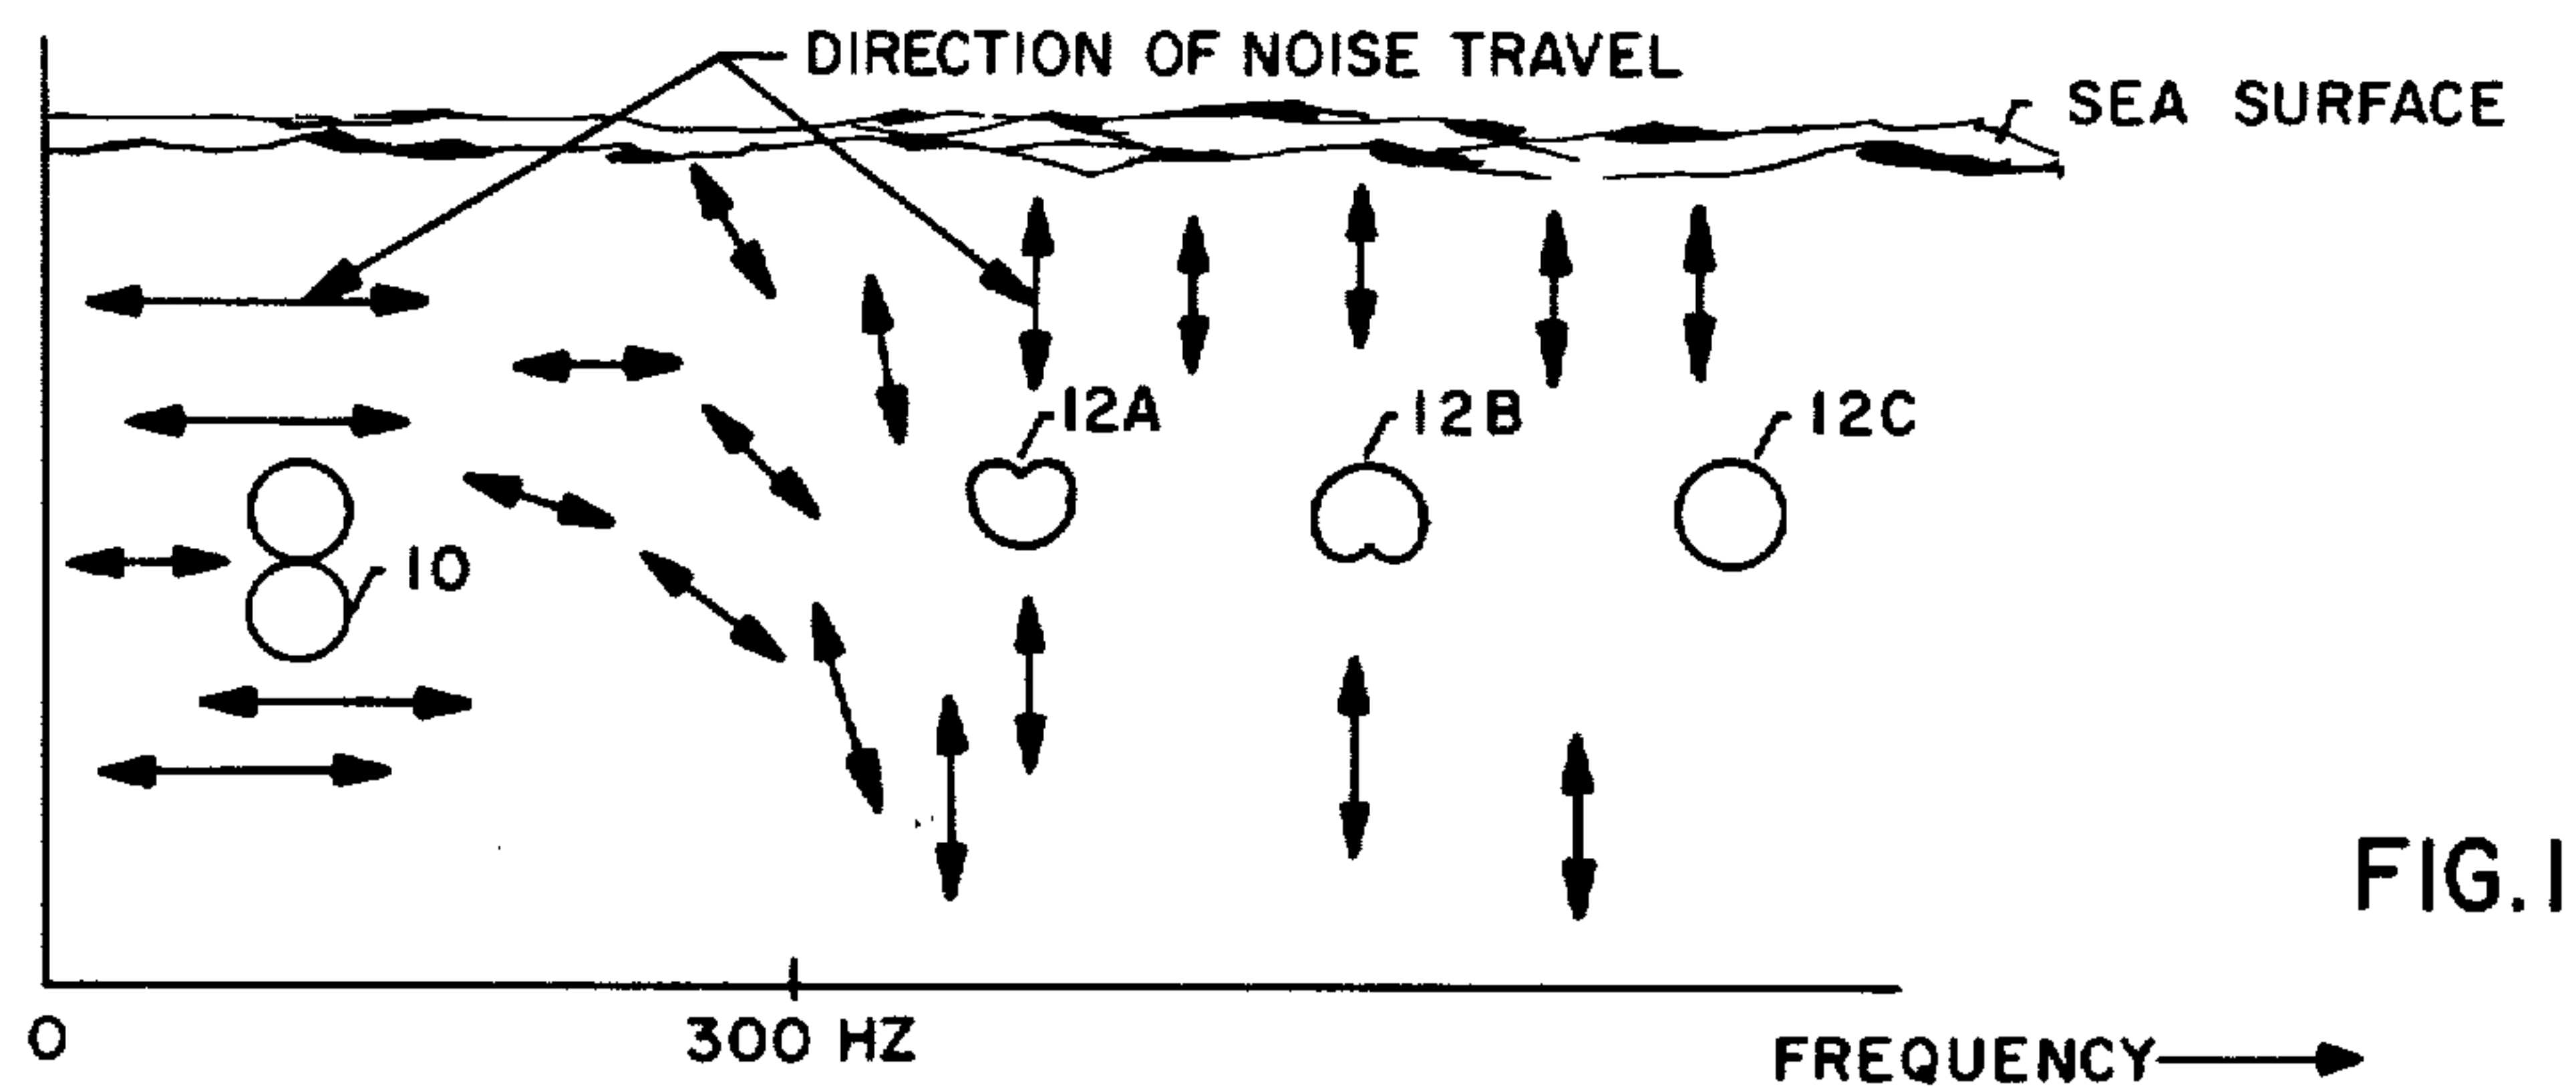 DIRECTION OF NOISE TRAVEL
SEA SURFACE
12A
12B
12C
10
FIG. 1
0
300 HZ
FREQUENCY